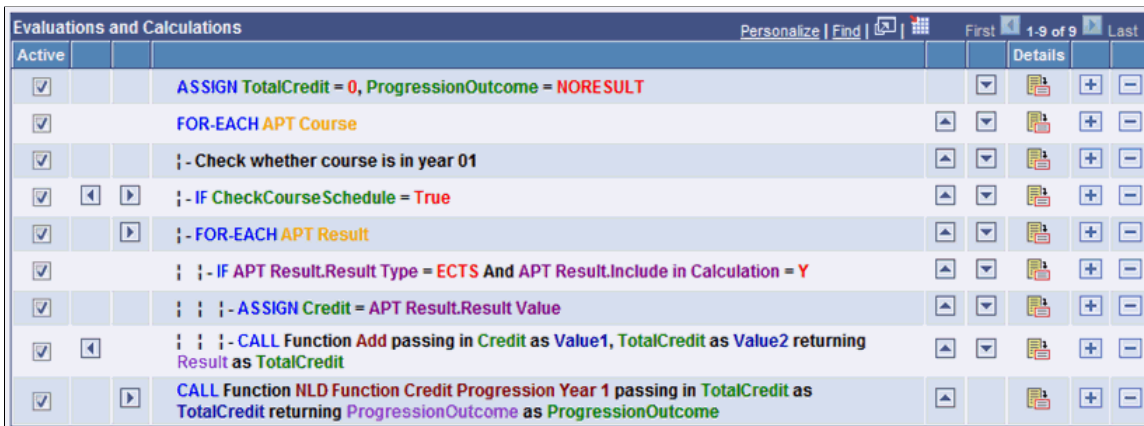 Evaluations and Calculations Personalize | Find | | First 1-9 of 9 Last
Active Details
ASSIGN TotalCredit = 0, ProgressionOutcome = NORESULT
FOR-EACH APT Course
¦ - Check whether course is in year 01
¦ - IF CheckCourseSchedule = True
¦ - FOR-EACH APT Result
¦ ¦ - IF APT Result.Result Type = ECTS And APT Result.Include in Calculation = Y
¦ ¦ ¦ - ASSIGN Credit = APT Result.Result Value
¦ ¦ ¦ - CALL Function Add passing in Credit as Value1, TotalCredit as Value2 returning
Result as TotalCredit
CALL Function NLD Function Credit Progression Year 1 passing in TotalCredit as
TotalCredit returning ProgressionOutcome as ProgressionOutcome